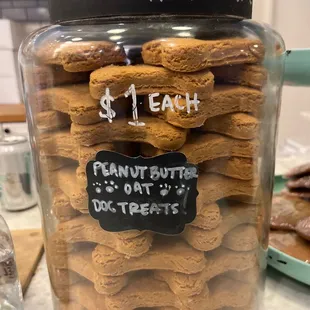 $1 EACH
PEANUT BUTTER
OAT
DOG TREATS!